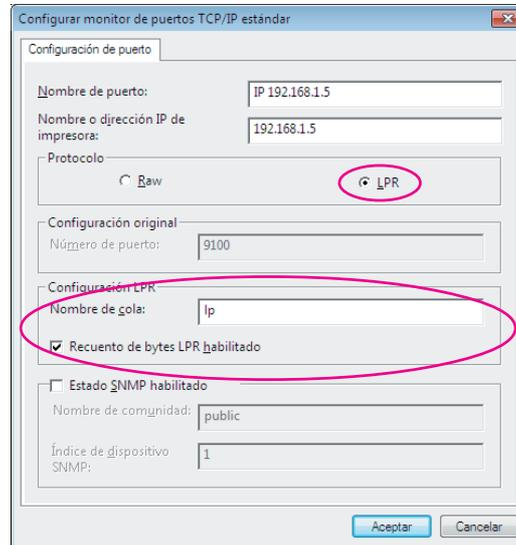 Configurar monitor de puertos TCP/IP estándar
Configuración de puerto
Nombre de puerto: IP 192.168.1.5
Nombre o dirección IP de
impresora: 192.168.1.5
Protocolo
Raw LPR
Configuración original
Número de puerto: 9100
Configuración LPR
Nombre de cola: lp
Recuento de bytes LPR habilitado
Estado SNMP habilitado
Nombre de comunidad: public
Índice de dispositivo
SNMP: 1
Aceptar Cancelar